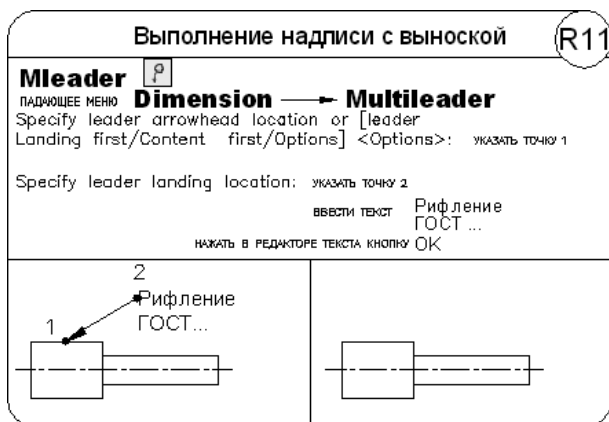 Выполнение надписи с выноской
R11
Mleader
ПАДАЮЩЕЕ МЕНЮ Dimension Multileader
Specify leader arrowhead location or [leader
Landing first/Content first/Options] <Options>: УКАЗАТЬ ТОЧКУ 1
Specify leader landing location: УКАЗАТЬ ТОЧКУ 2
ВВЕСТИ ТЕКСТ Рифление
ГОСТ ...
НАЖАТЬ В РЕДАКТОРЕ ТЕКСТА КНОПКУ OK
2
Рифление
1 ГОСТ...